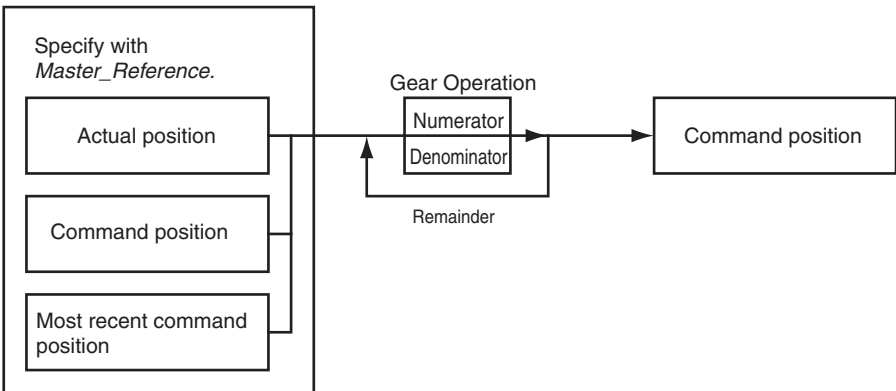 Specify with
Master_Reference.
Actual position
Command position
Most recent command
position
Gear Operation
Numerator
Denominator
Remainder
Command position